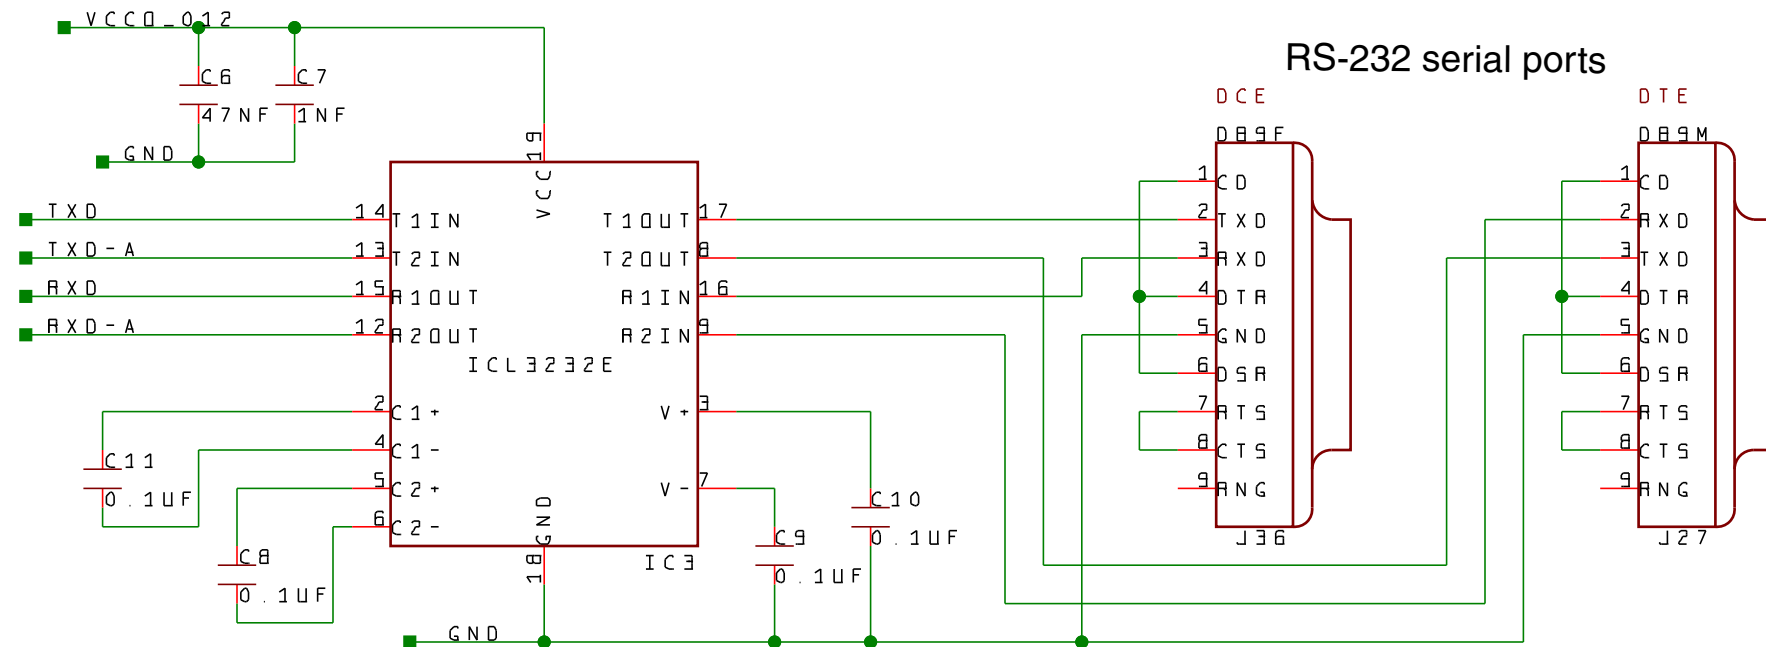 VCCO_012
RS-232 serial ports
C6
C7
47NF
1NF
DCE
DTE
DB9F
DB9M
GND
19
VCC
TXD
14
T1IN
T1OUT
17
TXD-A
13
T2IN
T2OUT
8
RXD
15
R1OUT
R1IN
16
RXD-A
12
R2OUT
R2IN
9
ICL3232E
2
C1+
V+
3
4
C1-
5
C2+
V-
7
6
C2-
GND
18
IC3
C11
0.1UF
C8
0.1UF
C10
0.1UF
C9
0.1UF
GND
1
CD
2
TXD
3
RXD
4
DTR
5
GND
6
DSR
7
RTS
8
CTS
9
RNG
J36
1
CD
2
RXD
3
TXD
4
DTR
5
GND
6
DSR
7
RTS
8
CTS
9
RNG
J27